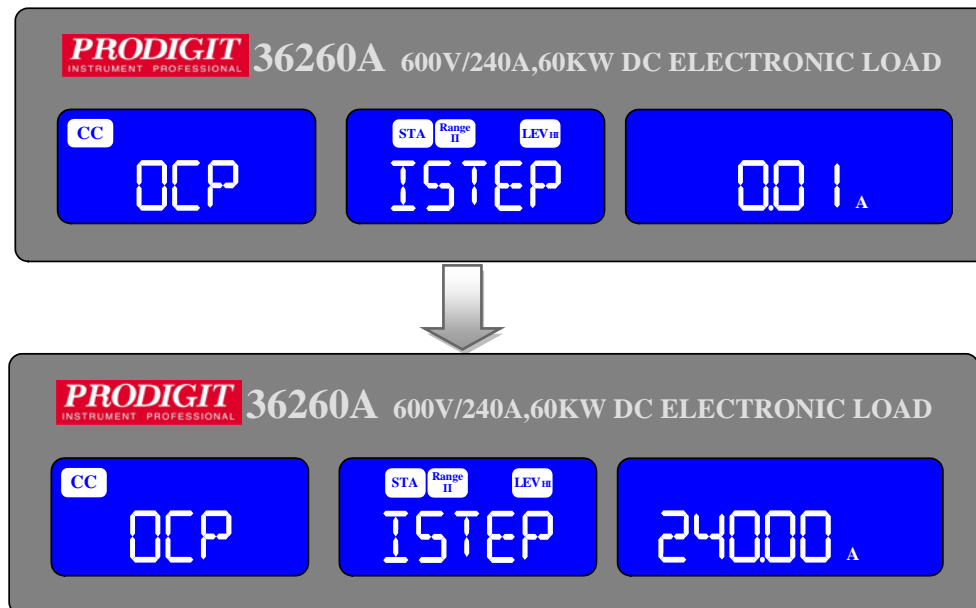 PRODIGIT
INSTRUMENT PROFESSIONAL
36260A 600V/240A,60KW DC ELECTRONIC LOAD
CC
STA Range II LEV HI
OCP ISTEP 0.01 A
PRODIGIT
INSTRUMENT PROFESSIONAL
36260A 600V/240A,60KW DC ELECTRONIC LOAD
CC
STA Range II LEV HI
OCP ISTEP 240.00 A